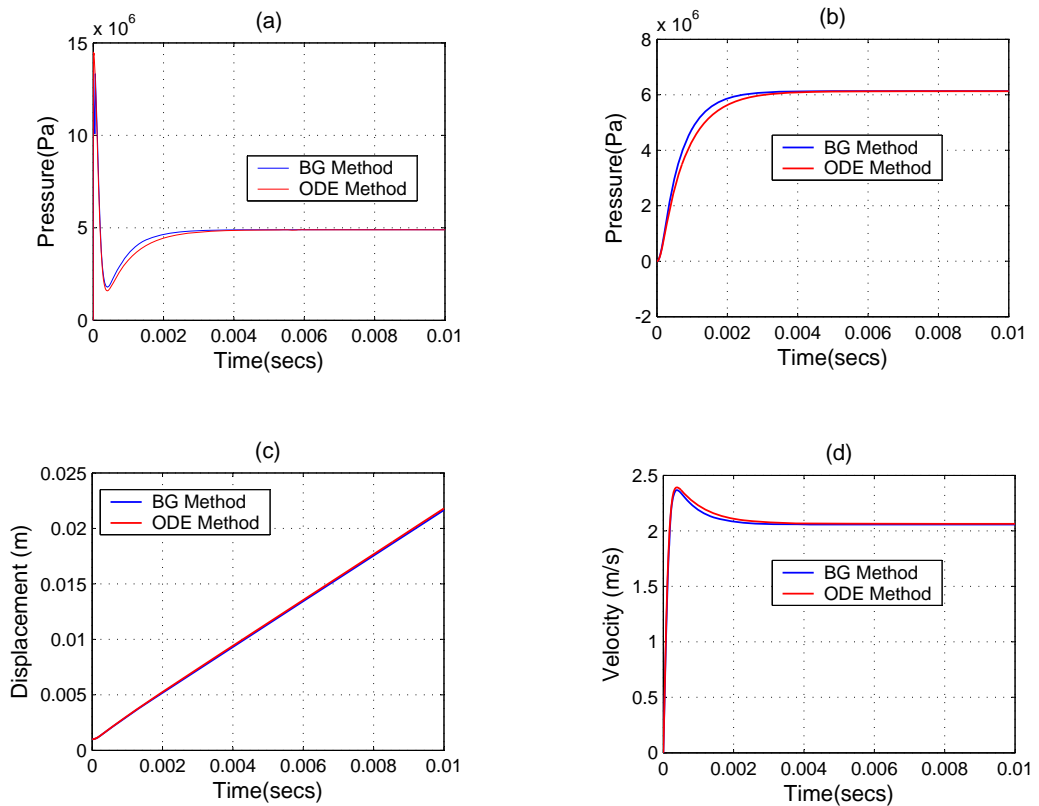 (a)
x 10^6
15
10
5
0
Pressure(Pa)
BG Method
ODE Method
0 0.002 0.004 0.006 0.008 0.01
Time(secs)
(b)
x 10^6
8
6
4
2
0
-2
Pressure(Pa)
BG Method
ODE Method
0 0.002 0.004 0.006 0.008 0.01
Time(secs)
(c)
0.025
0.02
0.015
0.01
0.005
0
Displacement (m)
BG Method
ODE Method
0 0.002 0.004 0.006 0.008 0.01
Time(secs)
(d)
2.5
2
1.5
1
0.5
0
Velocity (m/s)
BG Method
ODE Method
0 0.002 0.004 0.006 0.008 0.01
Time(secs)